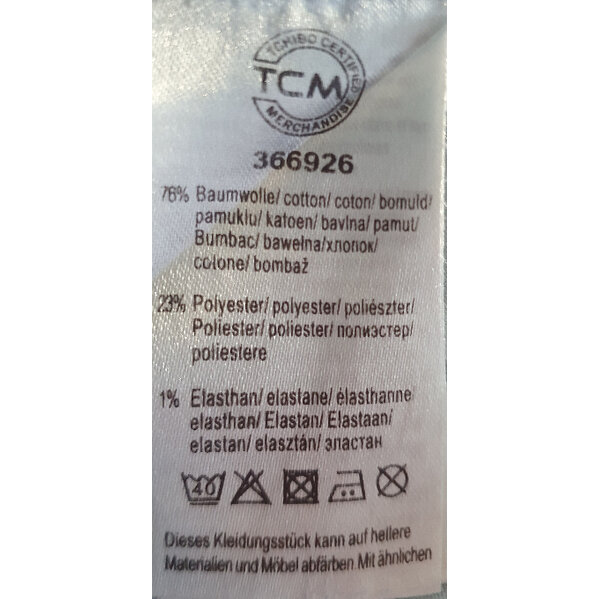 TCHIBO CERTIFIED
TCM
MERCHANDISE
366926
76% Baumwolle/ cotton/ coton/ bomuld/
pamuklu/ katoen/ bavlna/ pamut/
Bumbac/ bawełna/хлопок/
cotone/ bombaž
23% Polyester/ polyester/ poliészter/
Poliester/ poliester/ полиэстер/
poliestere
1% Elasthan/ elastane/ élasthanne
elasthan/ Elastan/ Elastaan/
elastan/ elasztán/ эластан
40
Dieses Kleidungsstück kann auf hellere
Materialien und Möbel abfärben. Mit ähnlichen